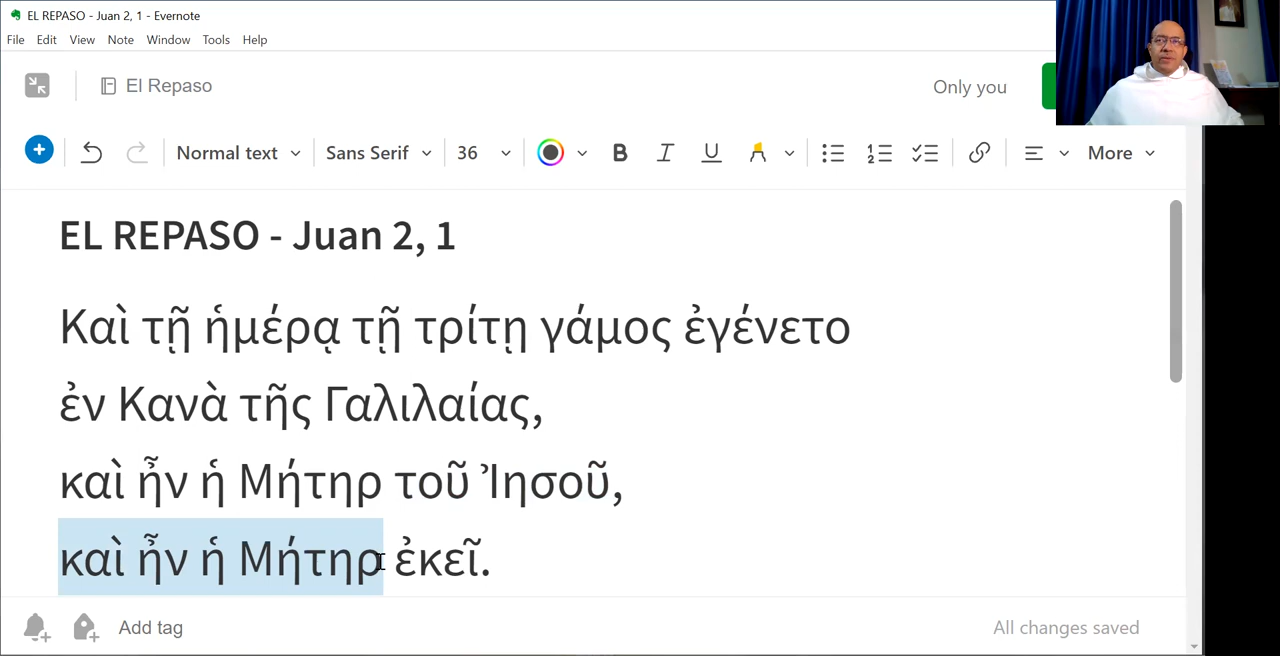 EL REPASO - Juan 2, 1 - Evernote
File Edit View Note Window Tools Help
El Repaso
Only you
Normal text Sans Serif 36 B I U More
EL REPASO - Juan 2, 1
Καὶ τῇ ἡμέρᾳ τῇ τρίτῃ γάμος ἐγένετο
ἐν Κανὰ τῆς Γαλιλαίας,
καὶ ἦν ἡ Μήτηρ τοῦ Ἰησοῦ,
καὶ ἦν ἡ Μήτηρ ἐκεῖ.
Add tag
All changes saved